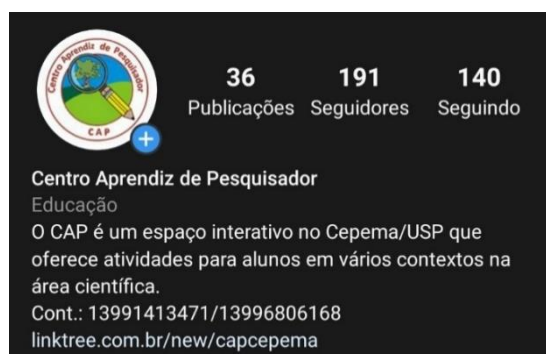 Centro Aprendiz de Pesquisador
CAP
36 191 140
Publicações Seguidores Seguindo
Centro Aprendiz de Pesquisador
Educação
O CAP é um espaço interativo no Cepema/USP que
oferece atividades para alunos em vários contextos na
área científica.
Cont.: 13991413471/13996806168
linktree.com.br/new/capcepema